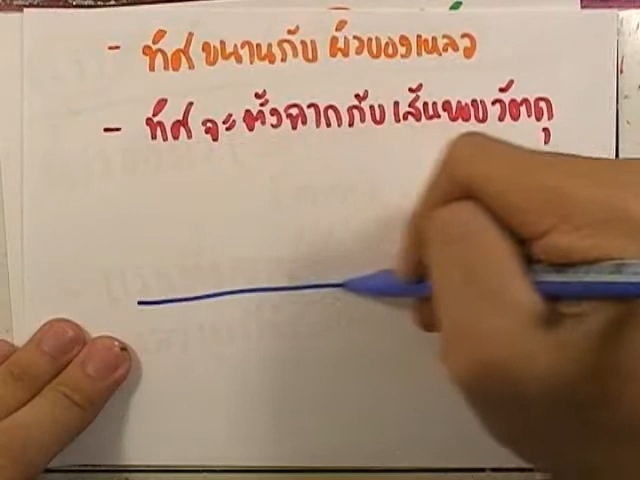 - ทิศขนานกับ ผิวของเหลว
- ทิศ จะตั้งฉากกับเส้นขอบวัตถุ